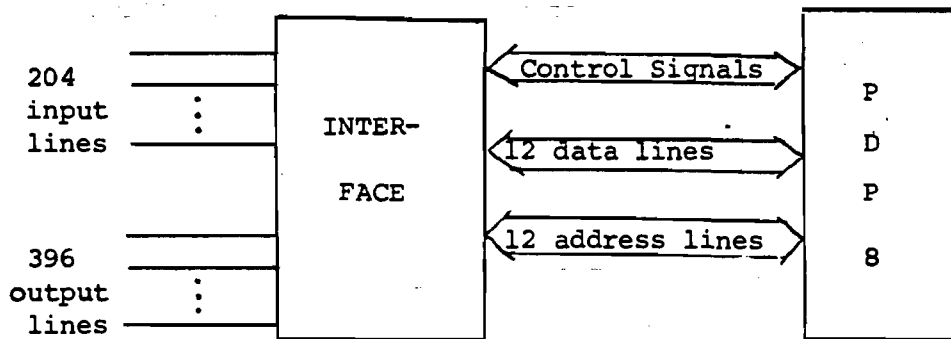 204
input
lines
396
output
lines
INTER-
FACE
Control Signals
12 data lines
12 address lines
P
D
P
8